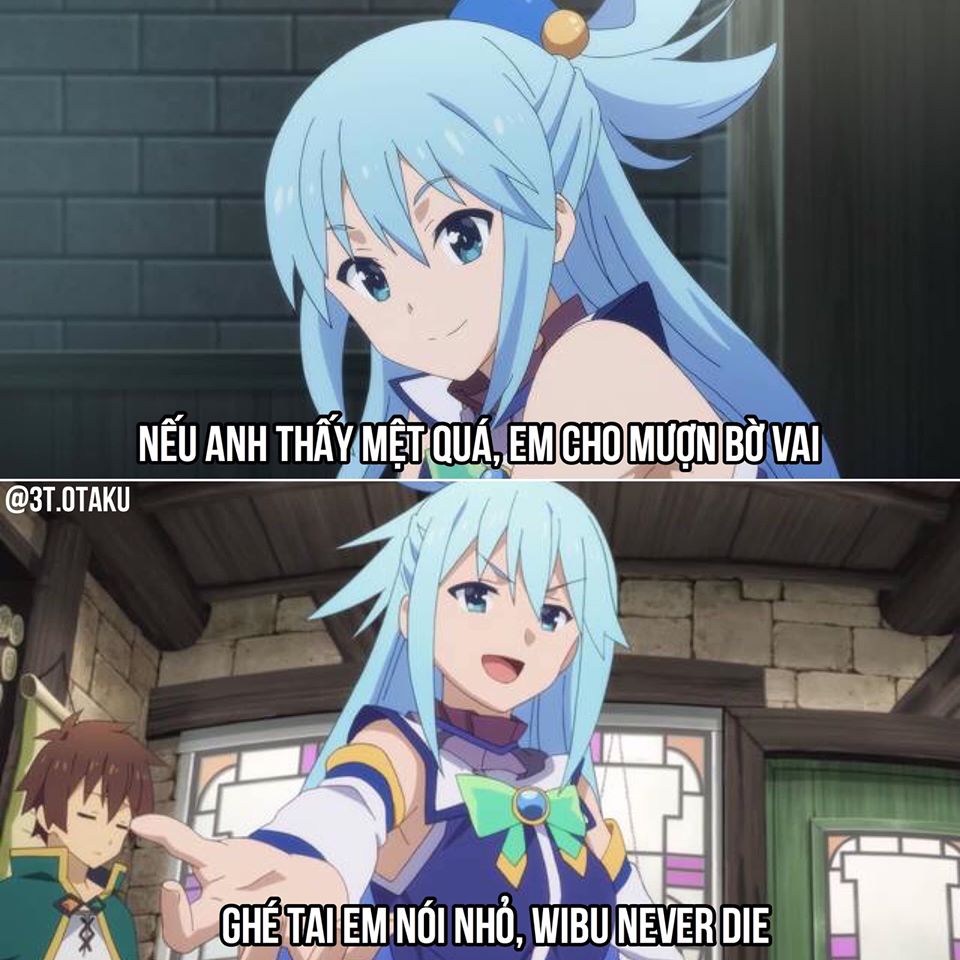 NẾU ANH THẤY MỆT QUÁ, EM CHO MƯỢN BỜ VAI
@3T.OTAKU
GHÉ TAI EM NÓI NHỎ, WIBU NEVER DIE